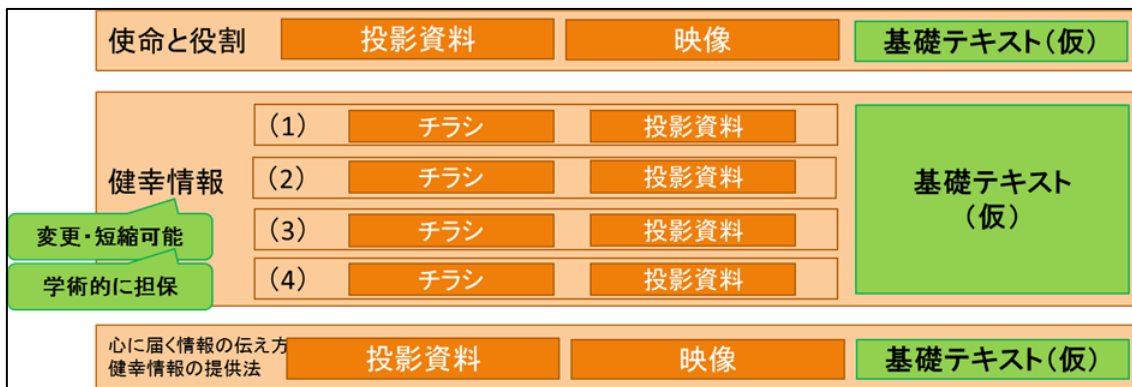 使命と役割 投影資料 映像 基礎テキスト(仮)
(1) チラシ 投影資料
(2) チラシ 投影資料
健幸情報
基礎テキスト
(仮)
変更・短縮可能
(3) チラシ 投影資料
学術的に担保
(4) チラシ 投影資料
心に届く情報の伝え方
健幸情報の提供法
投影資料 映像 基礎テキスト(仮)